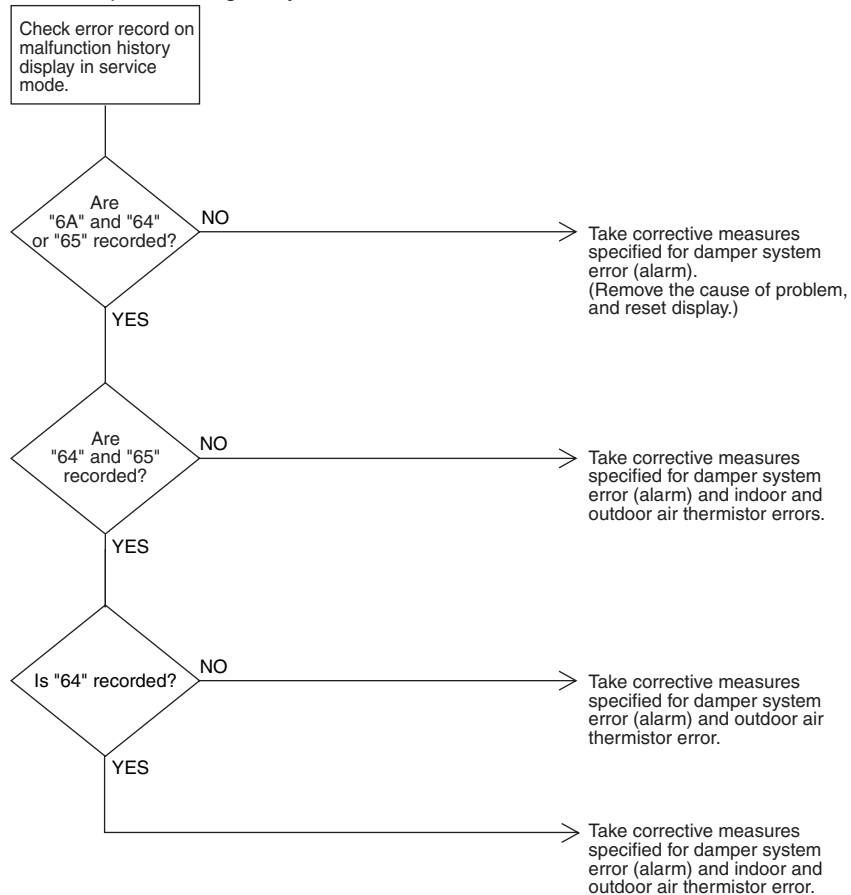 Check error record on
malfunction history
display in service
mode.
Are
"6A" and "64"
or "65" recorded?
NO
Take corrective measures
specified for damper system
error (alarm).
(Remove the cause of problem,
and reset display.)
YES
Are
"64" and "65"
recorded?
NO
Take corrective measures
specified for damper system
error (alarm) and indoor and
outdoor air thermistor errors.
YES
Is "64" recorded?
NO
Take corrective measures
specified for damper system
error (alarm) and outdoor air
thermistor error.
YES
Take corrective measures
specified for damper system
error (alarm) and indoor and
outdoor air thermistor error.